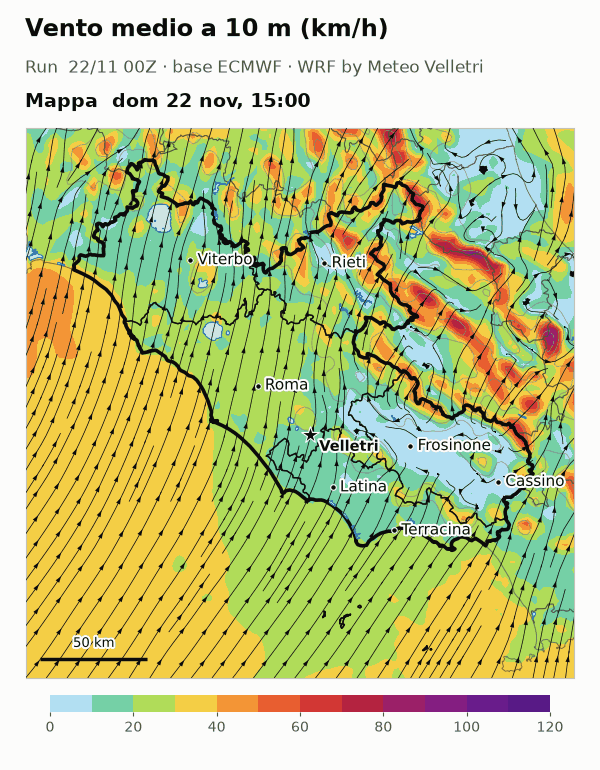 Vento medio a 10 m (km/h)
Run  22/11 00Z · base ECMWF · WRF by Meteo Velletri
Mappa  dom 22 nov, 15:00
Viterbo
Rieti
Roma
Velletri
Frosinone
Latina
Cassino
Terracina
50 km
0 20 40 60 80 100 120